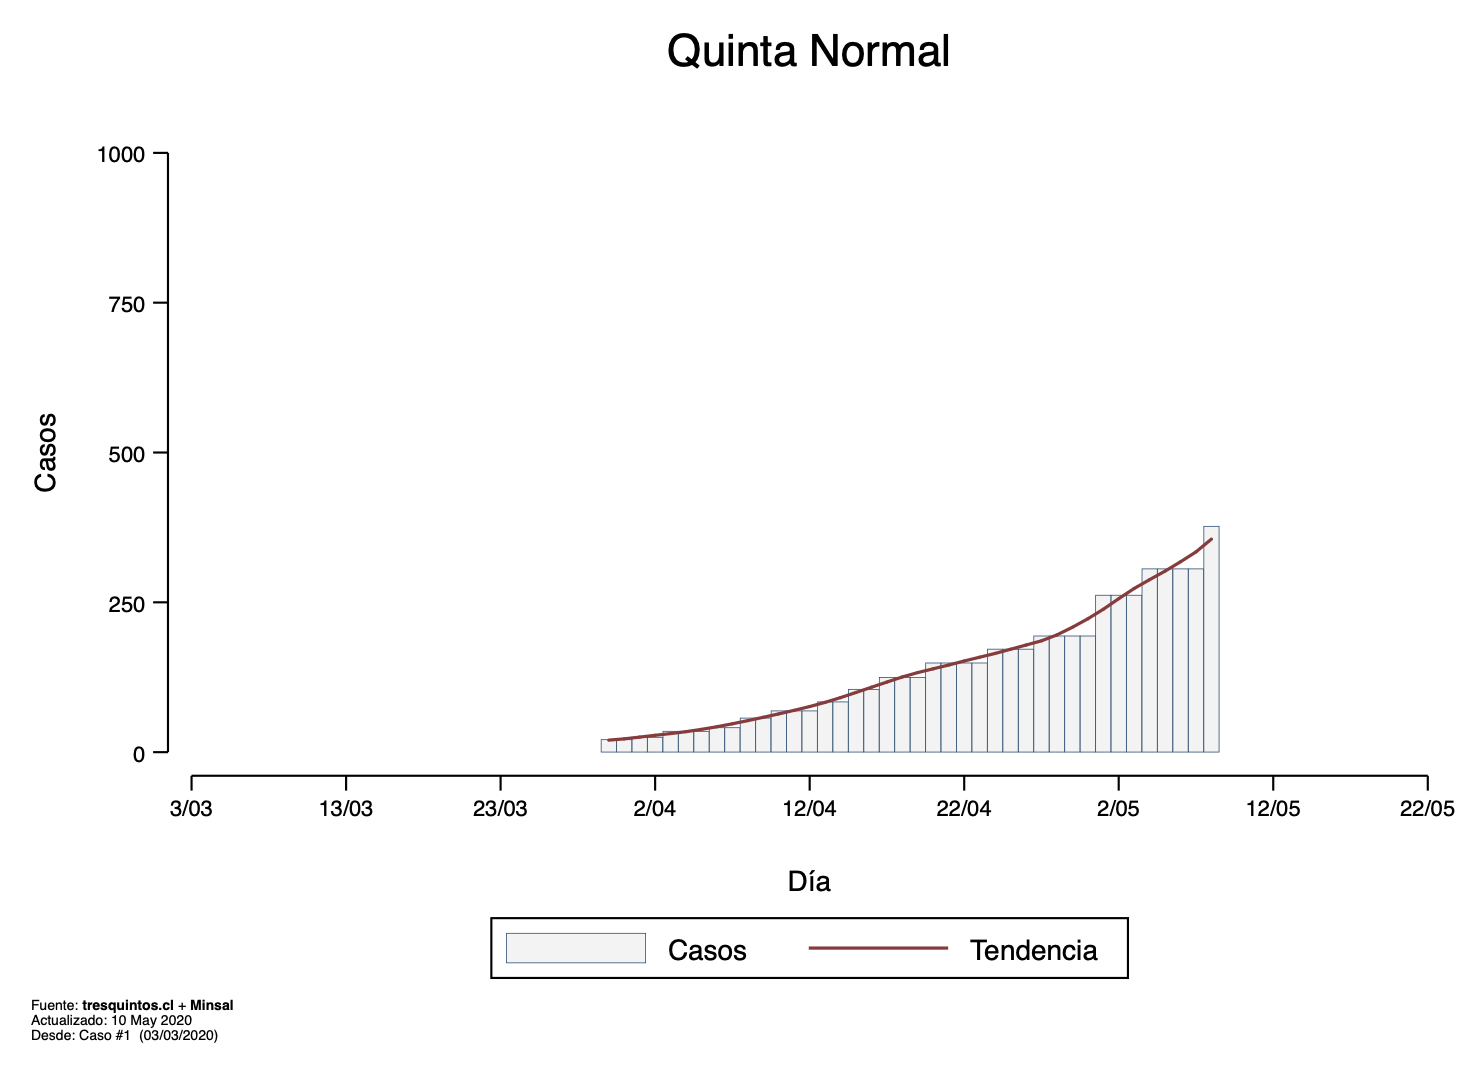 Quinta Normal
1000
750
500
250
0
Casos
3/03 13/03 23/03 2/04 12/04 22/04 2/05 12/05 22/05
Día
Casos Tendencia
Fuente: tresquintos.cl + Minsal
Actualizado: 10 May 2020
Desde: Caso #1 (03/03/2020)